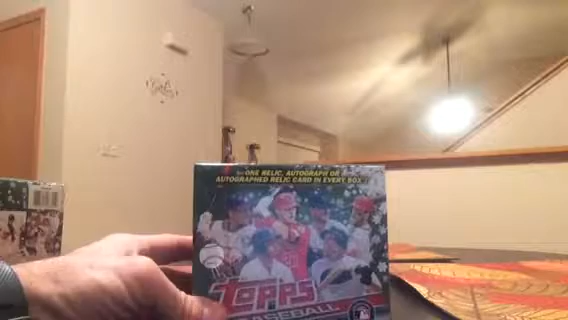 ONE RELIC, AUTOGRAPH OR
AUTOGRAPHED RELIC CARD IN EVERY BOX!
TOPPS
BASEBALL